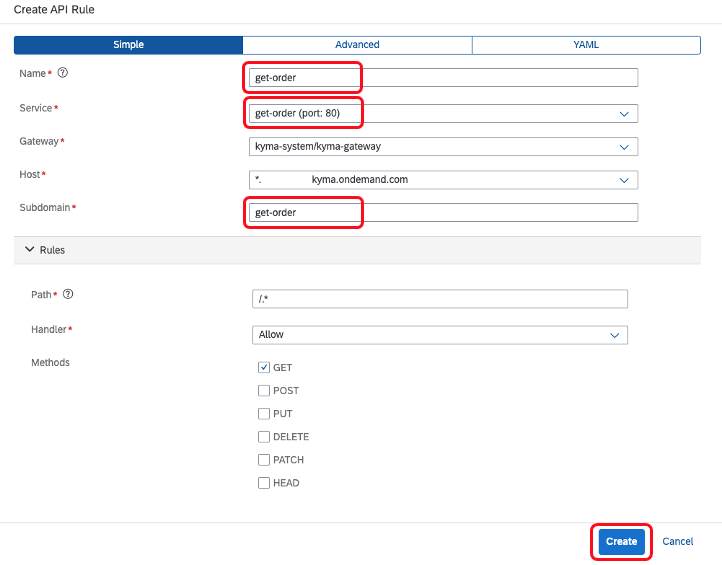 Create API Rule
Simple Advanced YAML
Name* ? get-order
Service* get-order (port: 80)
Gateway* kyma-system/kyma-gateway
Host* *. kyma.ondemand.com
Subdomain* get-order
Rules
Path* ? /.*
Handler* Allow
Methods
GET
POST
PUT
DELETE
PATCH
HEAD
Create Cancel